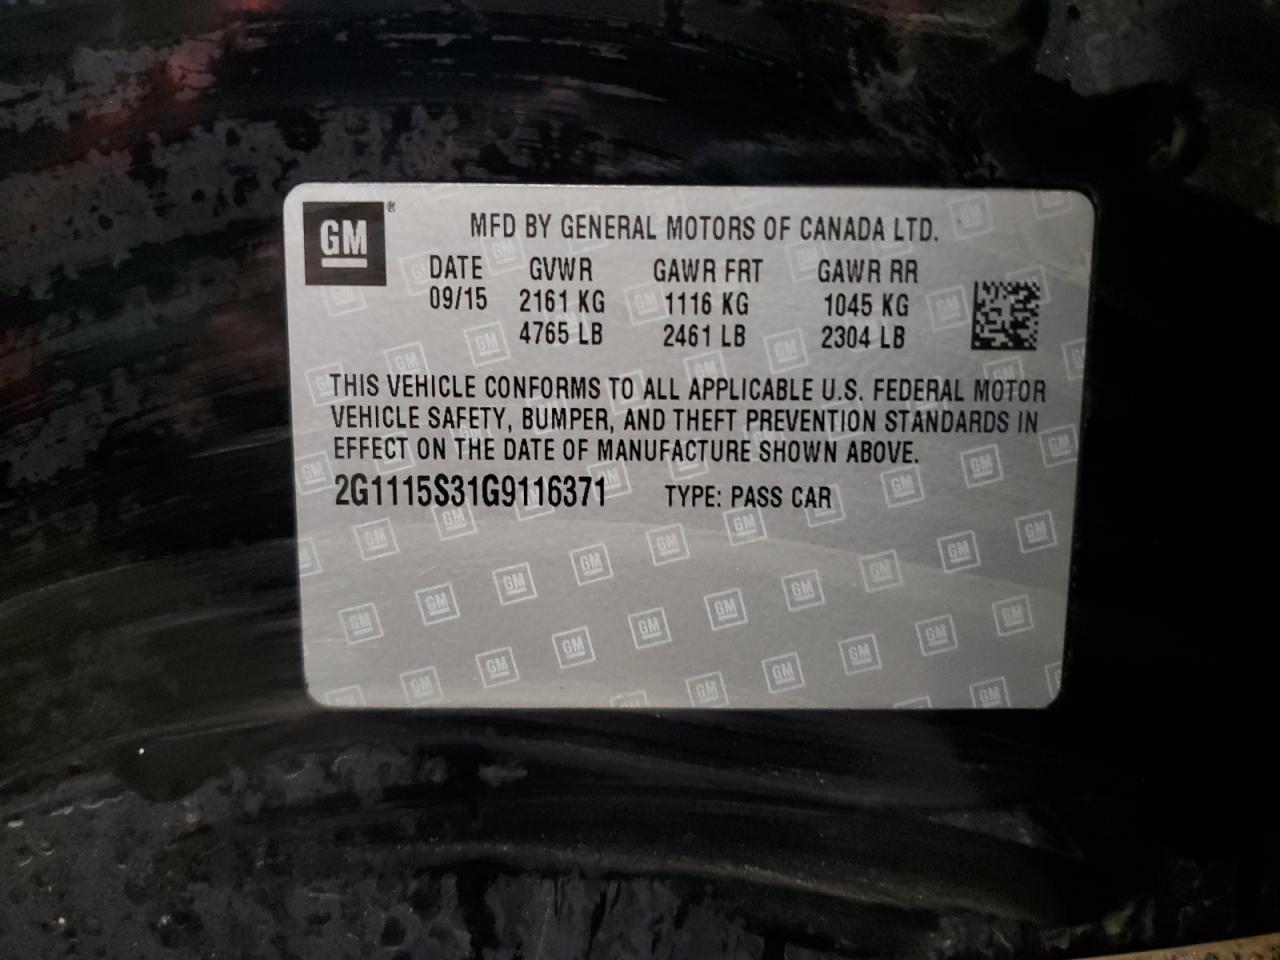 GM ® MFD BY GENERAL MOTORS OF CANADA LTD.
DATE GVWR GAWR FRT GAWR RR
09/15 2161 KG 1116 KG 1045 KG
4765 LB 2461 LB 2304 LB
THIS VEHICLE CONFORMS TO ALL APPLICABLE U.S. FEDERAL MOTOR
VEHICLE SAFETY, BUMPER, AND THEFT PREVENTION STANDARDS IN
EFFECT ON THE DATE OF MANUFACTURE SHOWN ABOVE.
2G1115S31G9116371 TYPE: PASS CAR